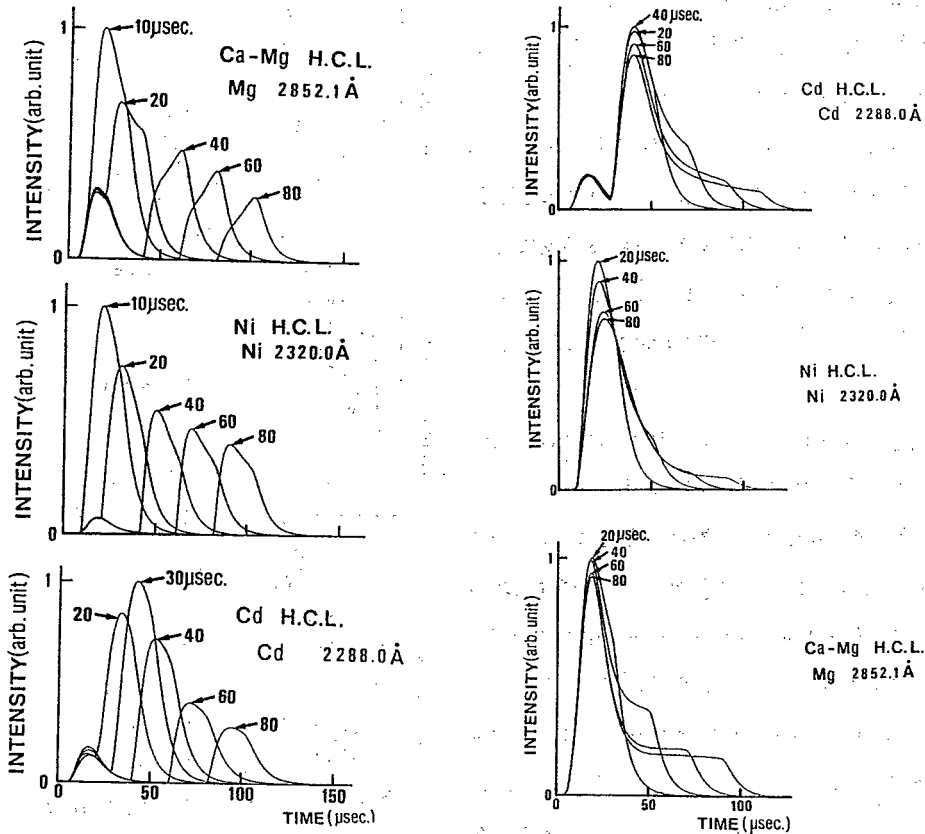 INTENSITY(arb.unit)
1
0
10µsec.
20
40
60
80
Ca-Mg H.C.L.
Mg 2852.1Å
INTENSITY(arb.unit)
1
0
10µsec.
20
40
60
80
Ni H.C.L.
Ni 2320.0Å
INTENSITY(arb.unit)
1
0
20
30µsec.
40
60
80
Cd H.C.L.
Cd 2288.0Å
0 50 100 150
TIME (µsec.)
INTENSITY(arb.unit)
1
0
40µsec.
20
60
80
Cd H.C.L.
Cd 2288.0Å
INTENSITY(arb.unit)
1
0
20µsec.
40
60
80
Ni H.C.L.
Ni 2320.0Å
INTENSITY(arb.unit)
1
0
20µsec.
40
60
80
Ca-Mg H.C.L.
Mg 2852.1Å
0 50 100
TIME(µsec.)